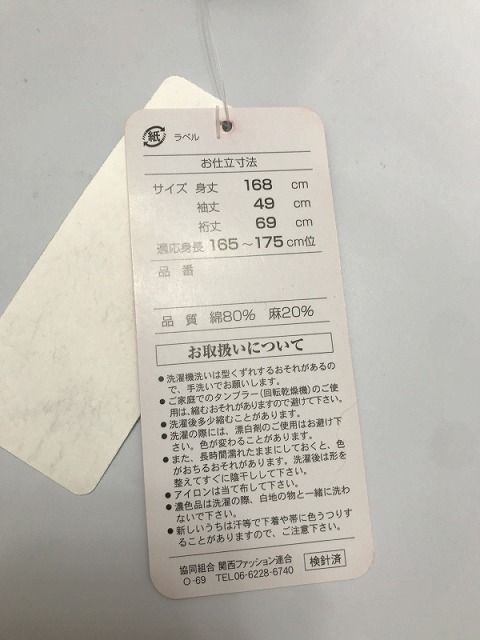 紙 ラベル
お仕立寸法
サイズ 身丈 168 cm
袖丈 49 cm
裄丈 69 cm
適応身長 165〜175cm位
品番
品質 綿80% 麻20%
お取扱いについて
●洗濯機洗いは型くずれするおそれがあるの
で、手洗いでお願いします。
●ご家庭でのタンブラー(回転乾燥機)のご使
用は、縮むおそれがありますので避けて下さい。
●洗濯後多少縮むことがあります。
●洗濯の際には、漂白剤のご使用はお避け下
さい。色が変わることがあります。
●また、長時間濡れたままにしておくと、色
がおちるおそれがあります。洗濯後は形を
整えてすぐに陰干しして下さい。
●アイロンは当て布して下さい。
●濃色品は洗濯の際、白地の物と一緒に洗わ
ないで下さい。
●新しいうちは汗等で下着や帯に色うつりす
ることがありますので、ご注意下さい。
協同組合 関西ファッション連合 検針済
O-69 TEL06-6228-6740